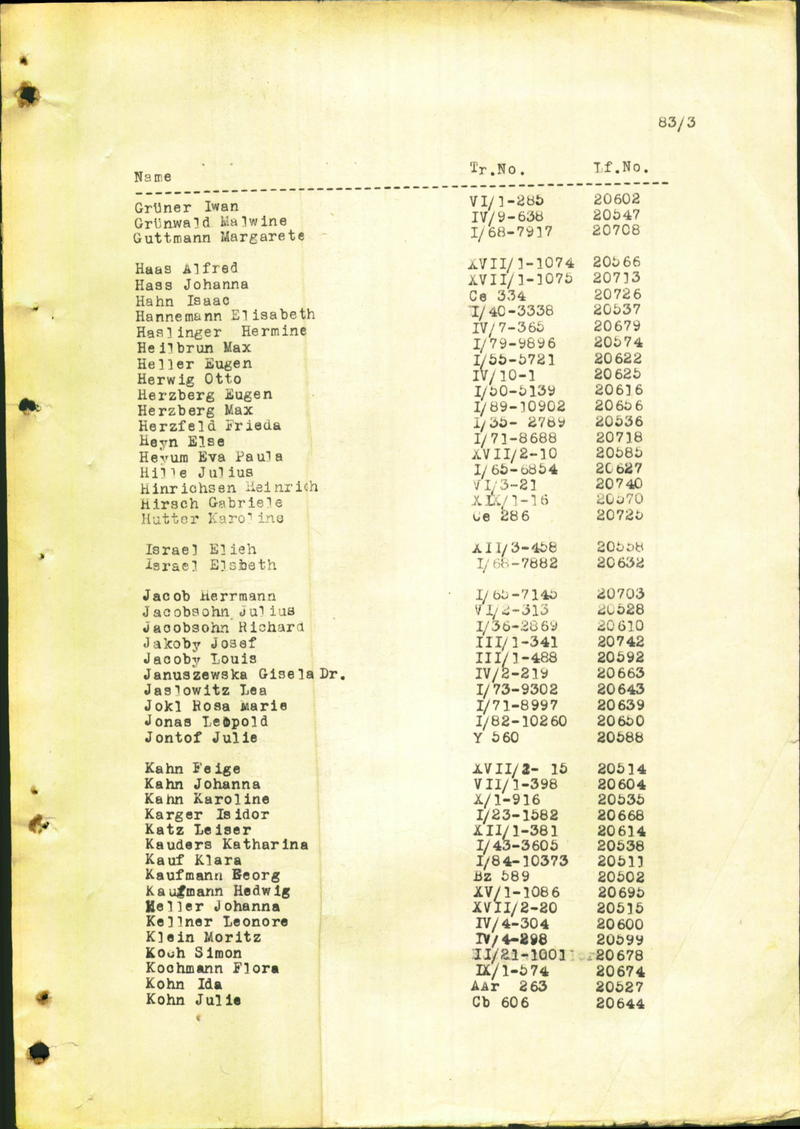 83/3
Name Tr.No. Lf.No.
Grüner Iwan VI/1-285 20602
Grünwald Malwine IV/9-638 20547
Guttmann Margarete I/68-7917 20708
Haas Alfred XVII/1-1074 20566
Hass Johanna XVII/1-1075 20713
Hahn Isaac Ce 334 20726
Hannemann Elisabeth I/40-3338 20537
Haslinger Hermine IV/7-365 20679
Heilbrun Max I/79-9896 20574
Heller Eugen I/55-5721 20622
Herwig Otto IV/10-1 20625
Herzberg Eugen I/50-5139 20616
Herzberg Max I/89-10902 20656
Herzfeld Frieda I/35- 2789 20536
Heyn Else I/71-8688 20718
Heyum Eva Paula XVII/2-10 20585
Hille Julius I/65-6854 20627
Hinrichsen Heinrich VI/3-21 20740
Hirsch Gabriele XIX/1-16 20570
Hutter Karoline Ce 286 20725
Israel Elieh XII/3-458 20558
Israel Elsbeth I/68-7882 20632
Jacob Herrmann I/65-7145 20703
Jacobsohn Julius VI/2-313 20528
Jacobsohn Richard I/36-2869 20610
Jakoby Josef III/1-341 20742
Jacoby Louis III/1-488 20592
Januszewska Gisela Dr. IV/2-219 20663
Jaslowitz Lea I/73-9302 20643
Jokl Rosa Marie I/71-8997 20639
Jonas Leopold I/82-10260 20650
Jontof Julie Y 560 20588
Kahn Feige XVII/2- 15 20514
Kahn Johanna VII/1-398 20604
Kahn Karoline X/1-916 20535
Karger Isidor I/23-1582 20668
Katz Leiser XII/1-381 20614
Kauders Katharina I/43-3605 20538
Kauf Klara I/84-10373 20511
Kaufmann Georg Bz 589 20502
Kaufmann Hedwig XV/1-1086 20695
Keller Johanna XVII/2-20 20515
Kellner Leonore IV/4-304 20600
Klein Moritz IV/4-298 20599
Koch Simon II/21-1001 20678
Kochmann Flora IX/1-574 20674
Kohn Ida AAr 263 20527
Kohn Julie Cb 606 20644